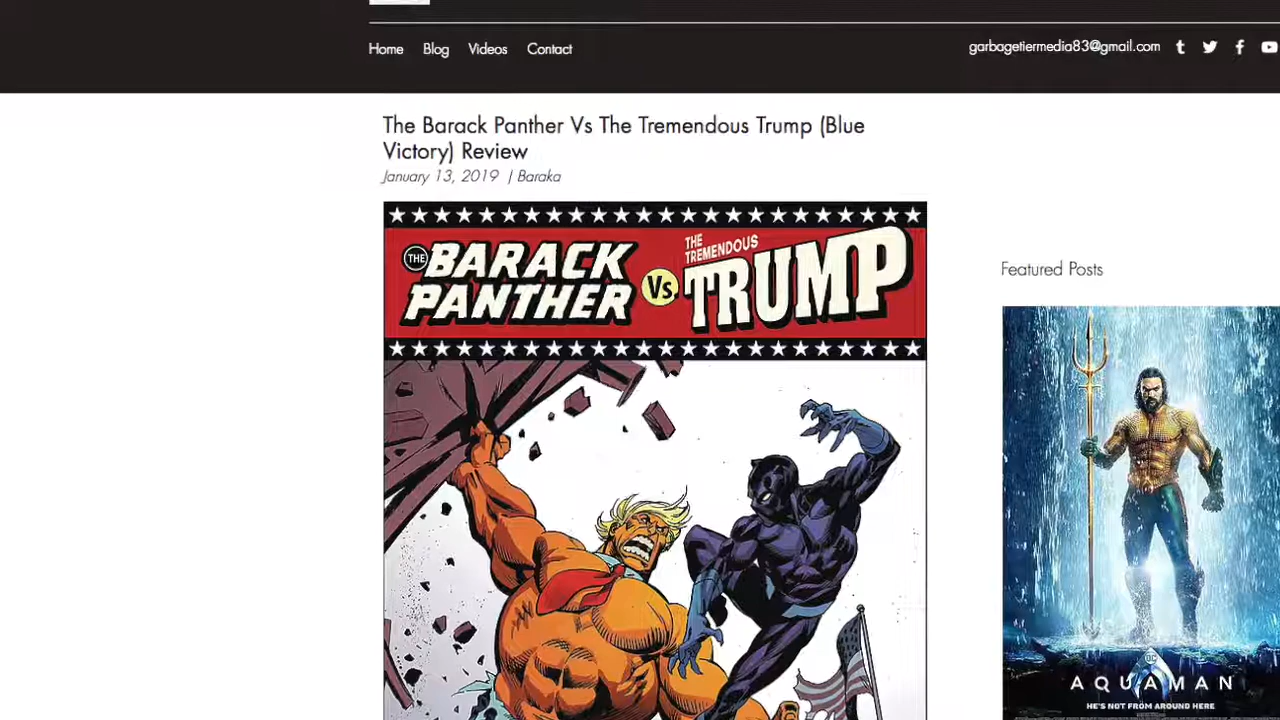 Home Blog Videos Contact
garbagetiermedia83@gmail.com
The Barack Panther Vs The Tremendous Trump (Blue
Victory) Review
January 13, 2019 | Baraka
THE BARACK
PANTHER
Vs
THE
TREMENDOUS
TRUMP
Featured Posts
DC
AQUAMAN
HE'S NOT FROM AROUND HERE